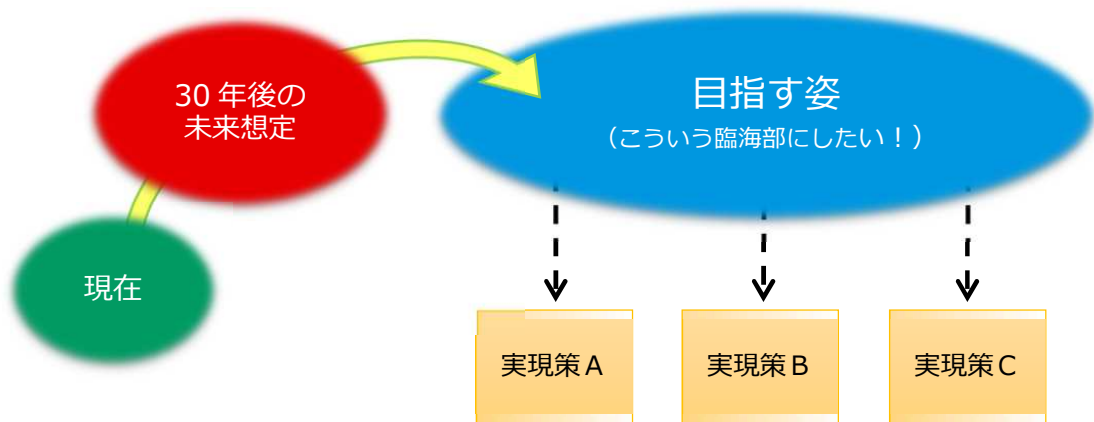 30 年後の
未来想定
目指す姿
(こういう臨海部にしたい!)
現在
実現策A
実現策B
実現策C